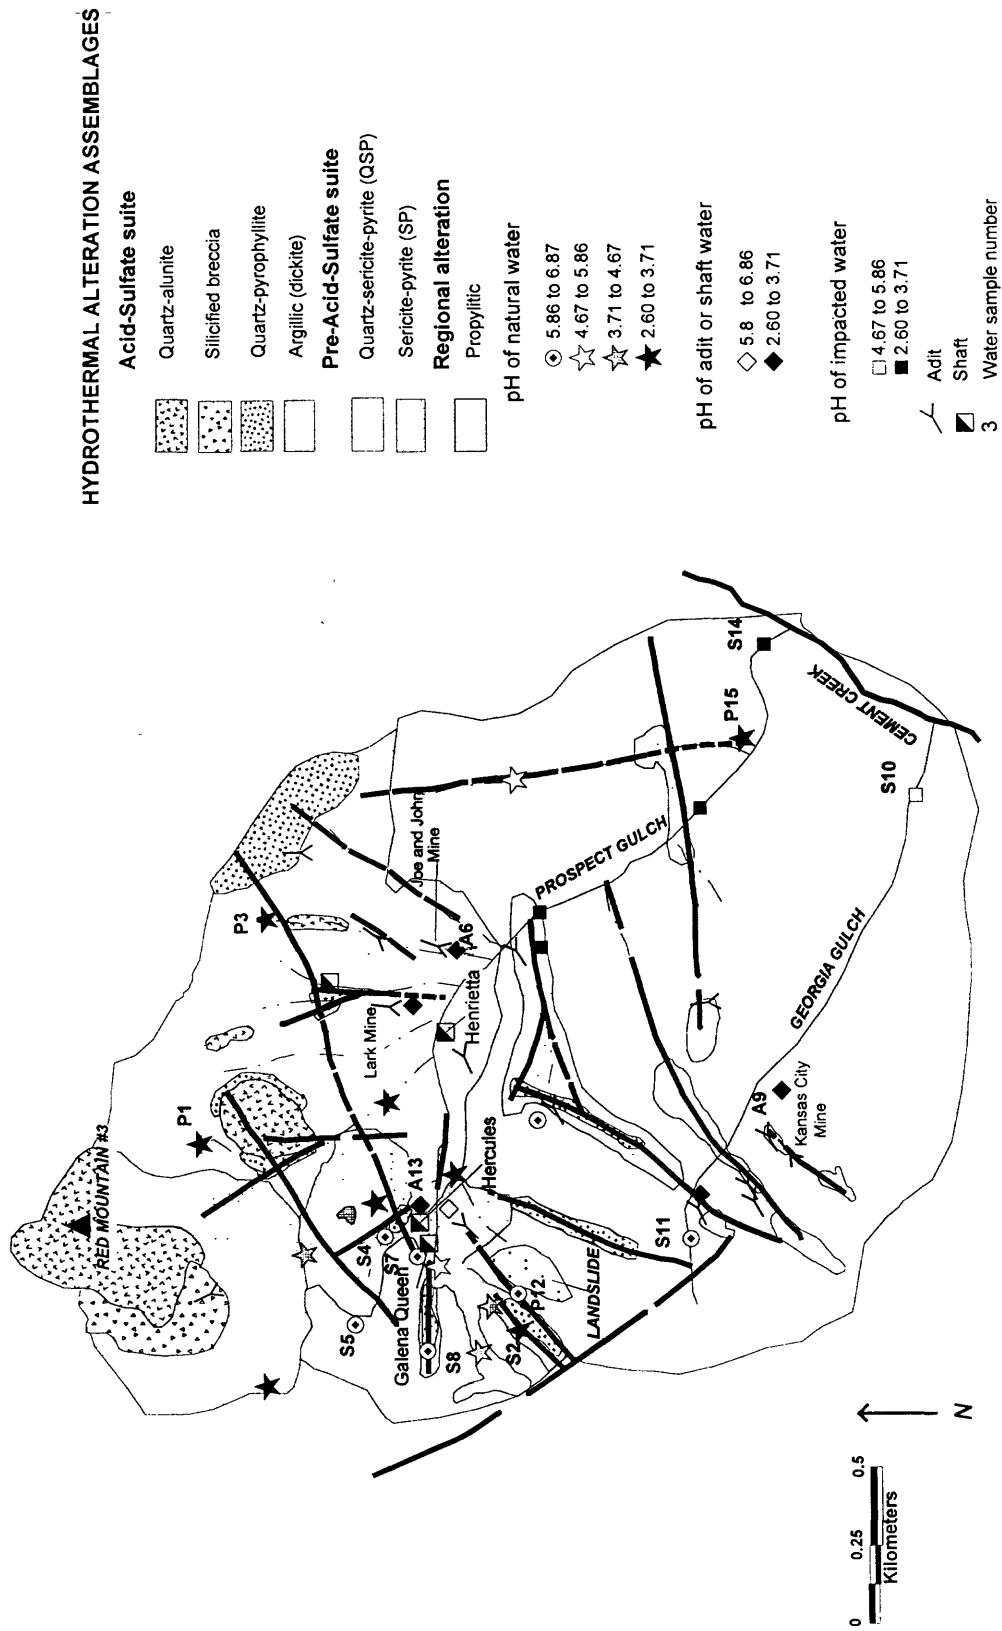 HYDROTHERMAL ALTERATION ASSEMBLAGES
Acid-Sulfate suite
Quartz-alunite
Silicified breccia
Quartz-pyrophyllite
Argillic (dickite)
Pre-Acid-Sulfate suite
Quartz-sericite-pyrite (QSP)
Sericite-pyrite (SP)
Regional alteration
Propylitic
pH of natural water
5.86 to 6.87
4.67 to 5.86
3.71 to 4.67
2.60 to 3.71
pH of adit or shaft water
5.8 to 6.86
2.60 to 3.71
pH of impacted water
4.67 to 5.86
2.60 to 3.71
Adit
Shaft
3 Water sample number
RED MOUNTAIN #3
P1
P3
S5
S4
S7
Galena Queen
A13
S8
S2
P12
Hercules
LANDSLIDE
Lark Mine
Henrietta
A6
Joe and John
Mine
PROSPECT GULCH
P15
S14
CEMENT CREEK
S10
GEORGIA GULCH
A9
Kansas City
Mine
S11
0 0.25 0.5
Kilometers
N